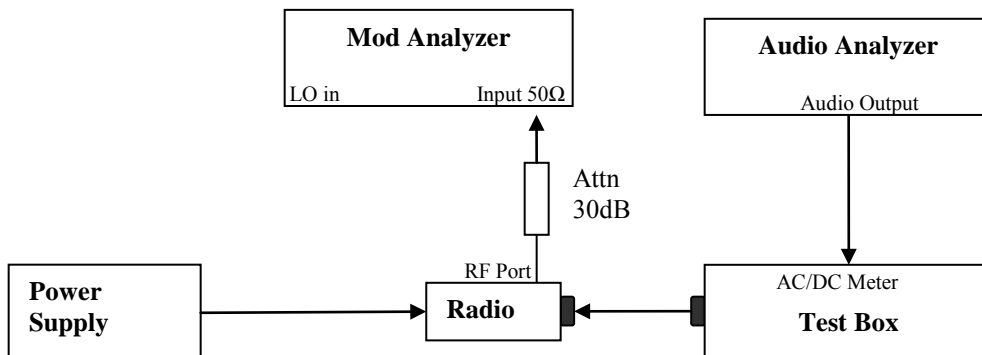 Mod Analyzer
LO in
Input 50Ω
Audio Analyzer
Audio Output
Attn
30dB
RF Port
Radio
Power
Supply
AC/DC Meter
Test Box